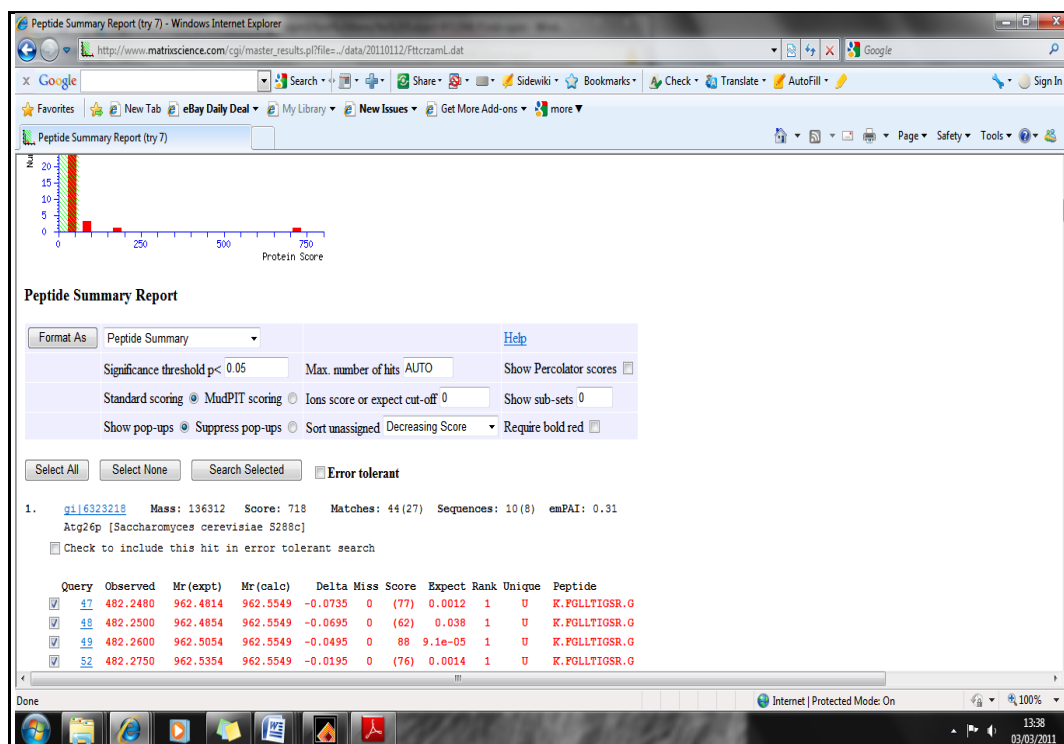 Peptide Summary Report (try 7) - Windows Internet Explorer
http://www.matrixscience.com/cgi/master_results.pl?file=../data/20110112/FttcrzamL.dat Google
x Google Search Share Sidewiki Bookmarks Check Translate AutoFill Sign In
Favorites New Tab eBay Daily Deal My Library New Issues Get More Add-ons more
Peptide Summary Report (try 7) Page Safety Tools
20
15
10
5
0
0 250 500 750
Protein Score
Peptide Summary Report
Format As Peptide Summary Help
Significance threshold p< 0.05 Max. number of hits AUTO Show Percolator scores
Standard scoring MudPIT scoring Ions score or expect cut-off 0 Show sub-sets 0
Show pop-ups Suppress pop-ups Sort unassigned Decreasing Score Require bold red
Select All Select None Search Selected Error tolerant
1. gi|6323218 Mass: 136312 Score: 718 Matches: 44(27) Sequences: 10(8) emPAI: 0.31
Atg26p [Saccharomyces cerevisiae S288c]
Check to include this hit in error tolerant search
Query Observed Mr(expt) Mr(calc) Delta Miss Score Expect Rank Unique Peptide
47 482.2480 962.4814 962.5549 -0.0735 0 (77) 0.0012 1 U K.FGLLTIGSR.G
48 482.2500 962.4854 962.5549 -0.0695 0 (62) 0.038 1 U K.FGLLTIGSR.G
49 482.2600 962.5054 962.5549 -0.0495 0 88 9.1e-05 1 U K.FGLLTIGSR.G
52 482.2750 962.5354 962.5549 -0.0195 0 (76) 0.0014 1 U K.FGLLTIGSR.G
Done Internet | Protected Mode: On 100%
13:38
03/03/2011